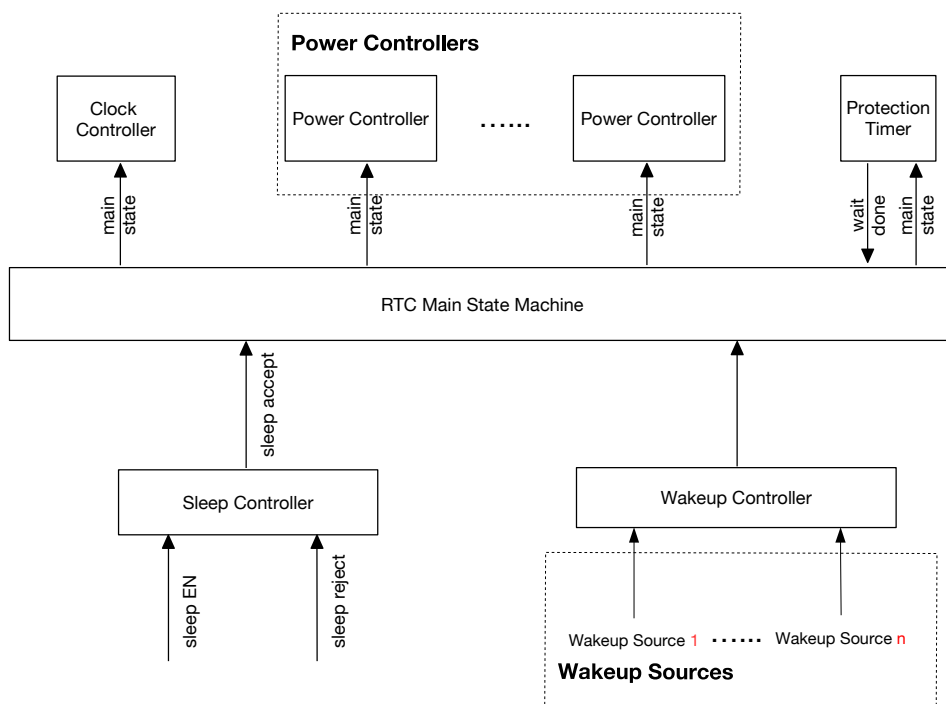 Power Controllers
Clock
Controller
Power Controller
......
Power Controller
Protection
Timer
main
state
main
state
main
state
wait
done
main
state
RTC Main State Machine
sleep accept
Sleep Controller
Wakeup Controller
sleep EN
sleep reject
Wakeup Source 1 ...... Wakeup Source n
Wakeup Sources